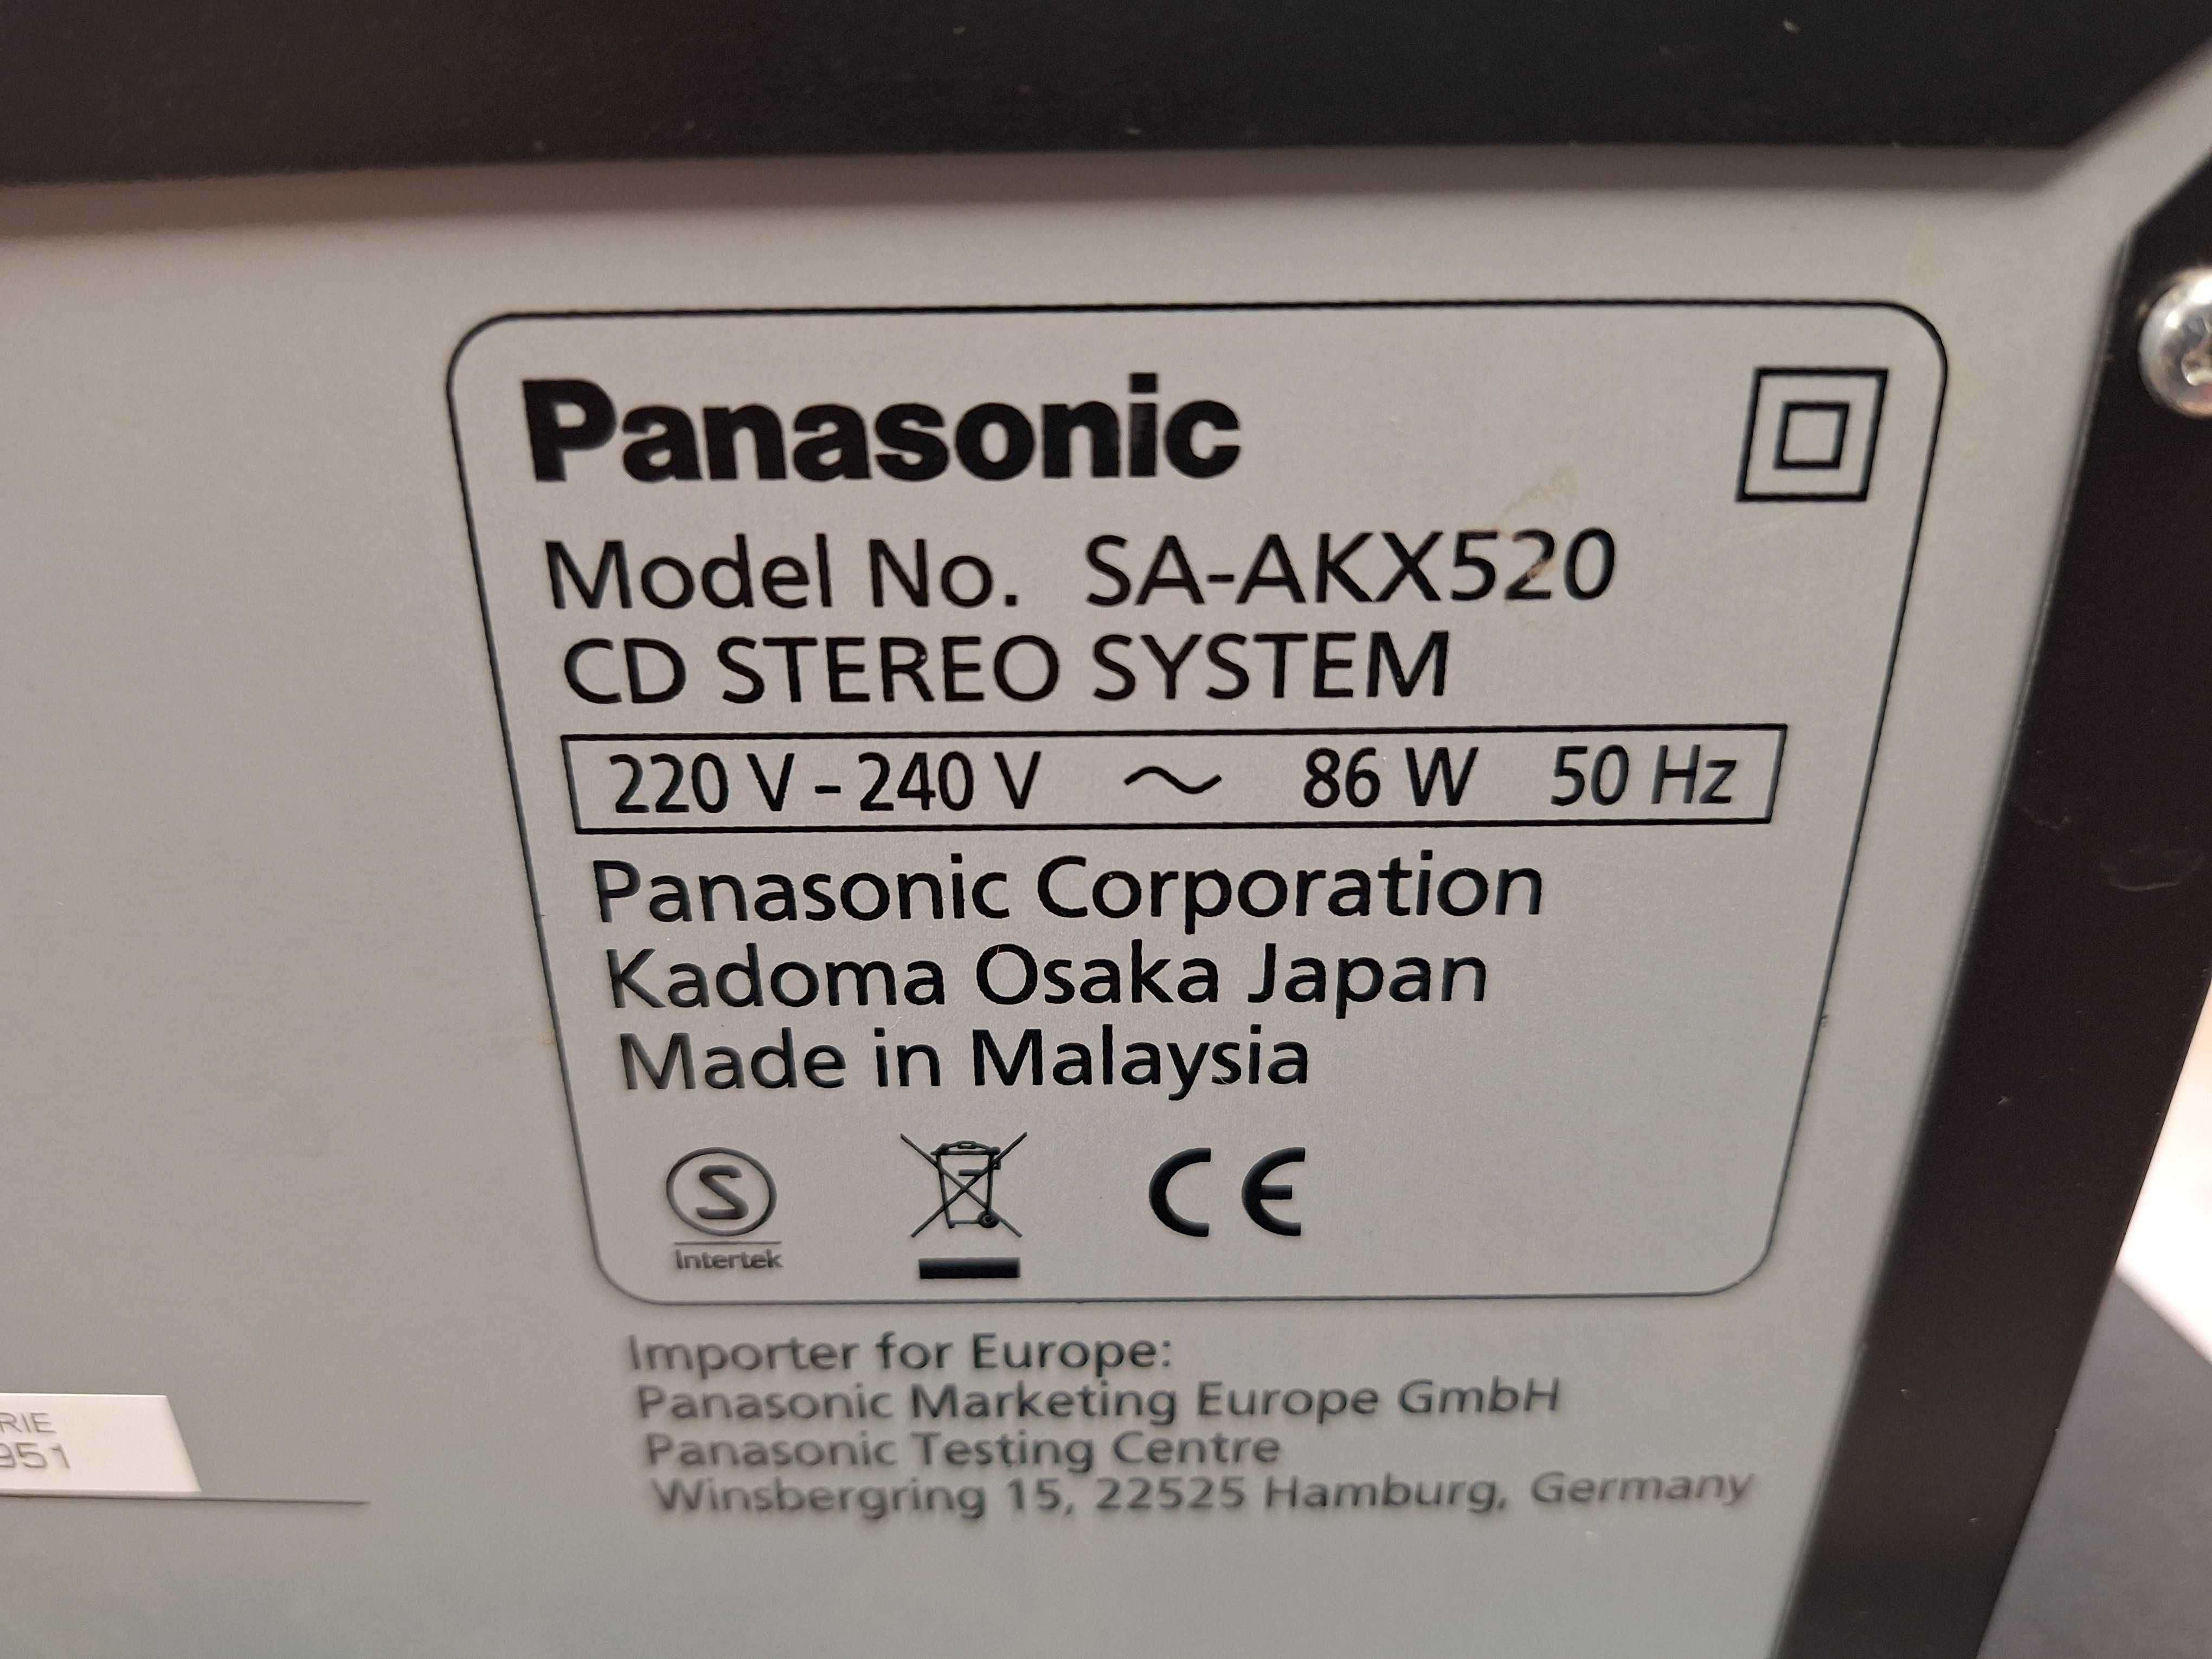 Panasonic
Model No. SA-AKX520
CD STEREO SYSTEM
220 V - 240 V ~ 86 W 50 Hz
Panasonic Corporation
Kadoma Osaka Japan
Made in Malaysia
S
Intertek
CE
Importer for Europe:
Panasonic Marketing Europe GmbH
Panasonic Testing Centre
Winsbergring 15, 22525 Hamburg, Germany
RIE
951